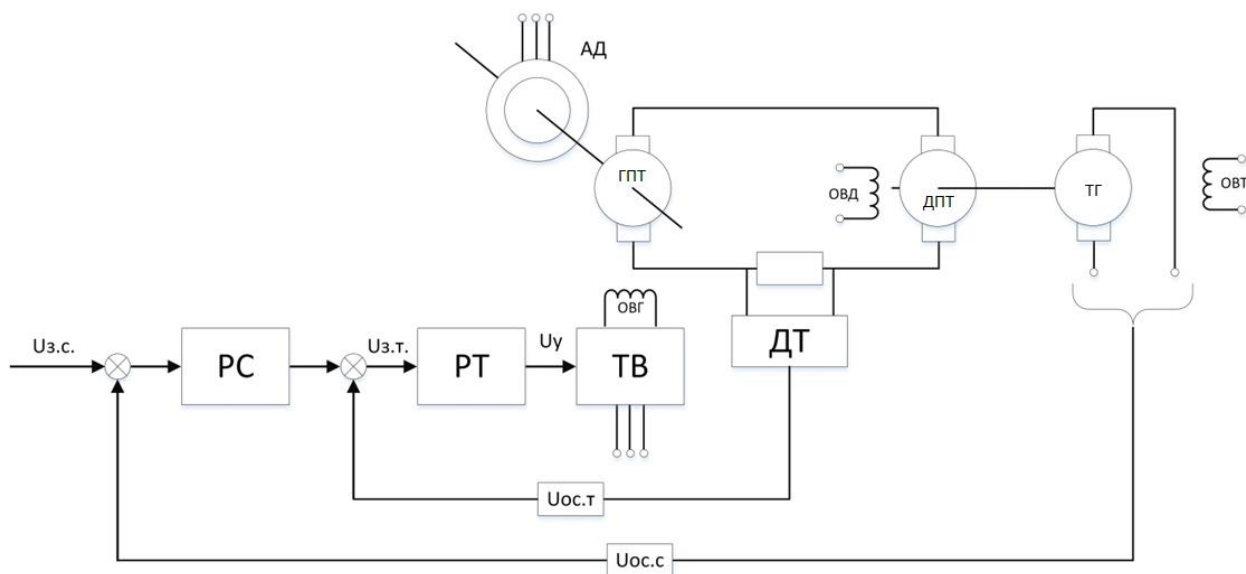 АД
ГПТ
ОВД
ДПТ
ТГ
ОВТ
ОВГ
Uз.с.
РС
Uз.т.
РТ
Uу
ТВ
ДТ
Uос.т
Uос.с